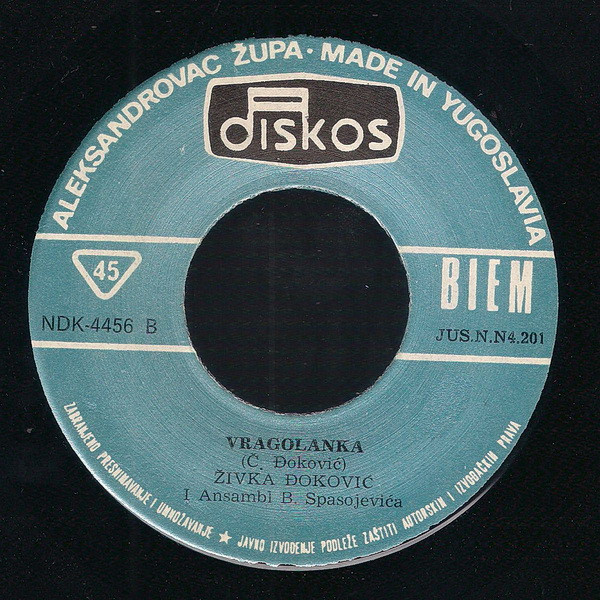 ALEKSANDROVAC ŽUPA · MADE IN YUGOSLAVIA
DISKOS
45
BIEM
NDK-4456 B
JUS.N.N4.201
VRAGOLANKA
(Č. Đoković)
ŽIVKA ĐOKOVIĆ
I Ansambl B. Spasojevića
ZABRANJENO PRESNIMAVANJE I UMNOŽAVANJE ★ JAVNO IZVOĐENJE PODLEŽE ZAŠTITI AUTORSKIH I IZVOĐAČKIH PRAVA